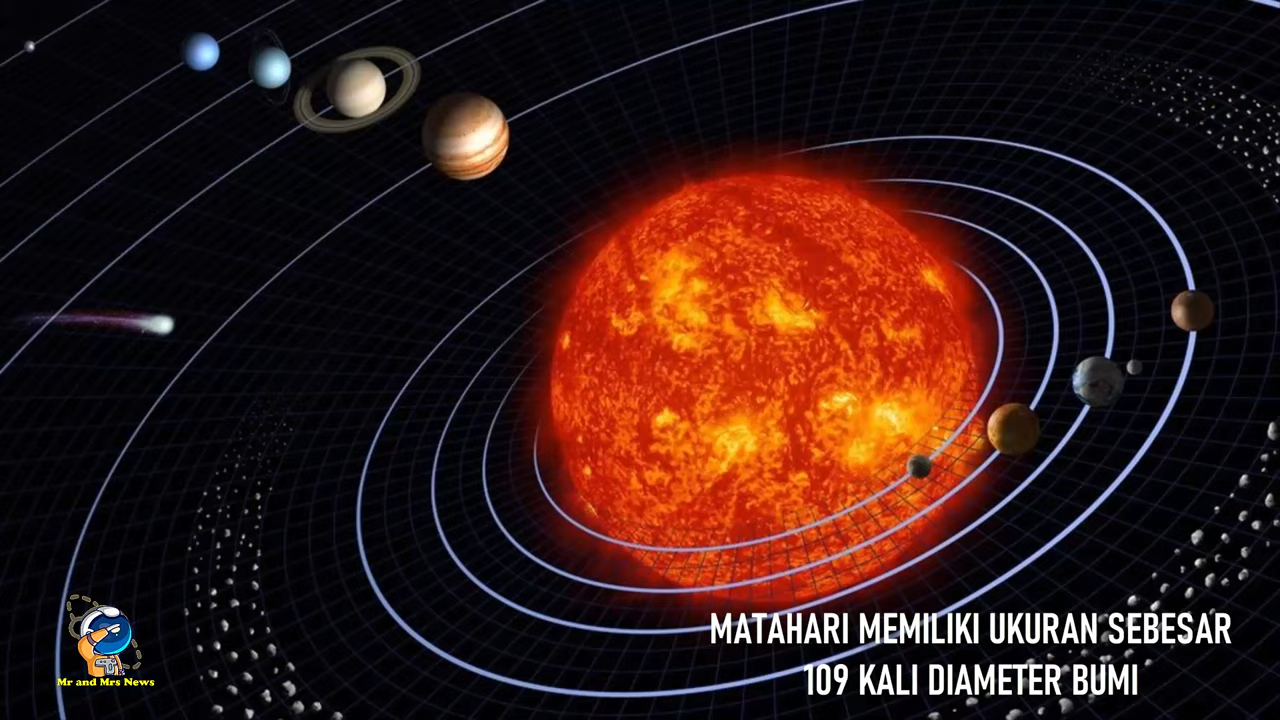 MATAHARI MEMILIKI UKURAN SEBESAR
109 KALI DIAMETER BUMI
Mr and Mrs News